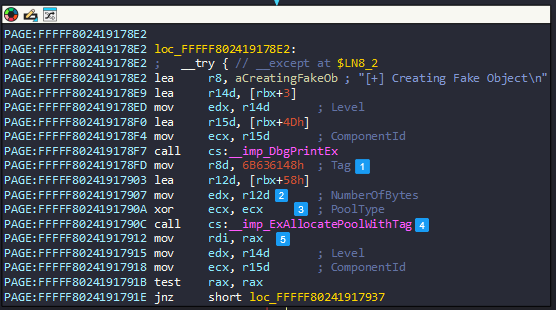 PAGE:FFFFF802419178E2
PAGE:FFFFF802419178E2 loc_FFFFF802419178E2:
PAGE:FFFFF802419178E2 ;   __try { // __except at $LN8_2
PAGE:FFFFF802419178E2 lea r8, aCreatingFakeOb ; "[+] Creating Fake Object\n"
PAGE:FFFFF802419178E9 lea r14d, [rbx+3]
PAGE:FFFFF802419178ED mov edx, r14d ; Level
PAGE:FFFFF802419178F0 lea r15d, [rbx+4Dh]
PAGE:FFFFF802419178F4 mov ecx, r15d ; ComponentId
PAGE:FFFFF802419178F7 call cs:__imp_DbgPrintEx
PAGE:FFFFF802419178FD mov r8d, 6B636148h ; Tag 1
PAGE:FFFFF80241917903 lea r12d, [rbx+58h]
PAGE:FFFFF80241917907 mov edx, r12d 2 ; NumberOfBytes
PAGE:FFFFF8024191790A xor ecx, ecx 3 ; PoolType
PAGE:FFFFF8024191790C call cs:__imp_ExAllocatePoolWithTag 4
PAGE:FFFFF80241917912 mov rdi, rax 5
PAGE:FFFFF80241917915 mov edx, r14d ; Level
PAGE:FFFFF80241917918 mov ecx, r15d ; ComponentId
PAGE:FFFFF8024191791B test rax, rax
PAGE:FFFFF8024191791E jnz short loc_FFFFF80241917937